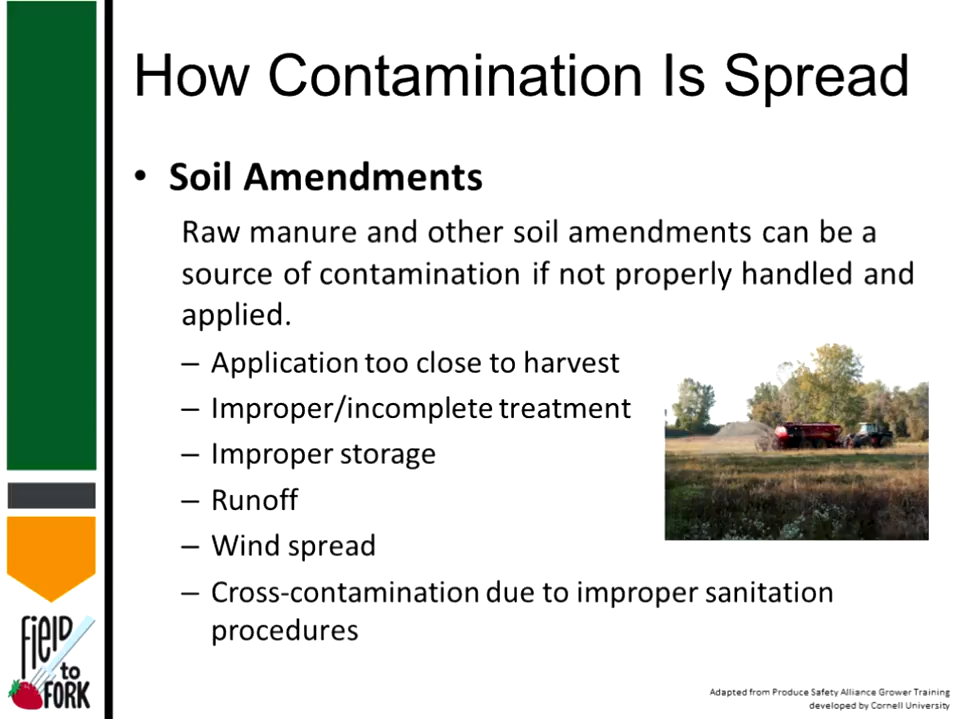 How Contamination Is Spread
• Soil Amendments
Raw manure and other soil amendments can be a
source of contamination if not properly handled and
applied.
– Application too close to harvest
– Improper/incomplete treatment
– Improper storage
– Runoff
– Wind spread
– Cross-contamination due to improper sanitation
procedures
FiELD
to
FORK
Adapted from Produce Safety Alliance Grower Training
developed by Cornell University